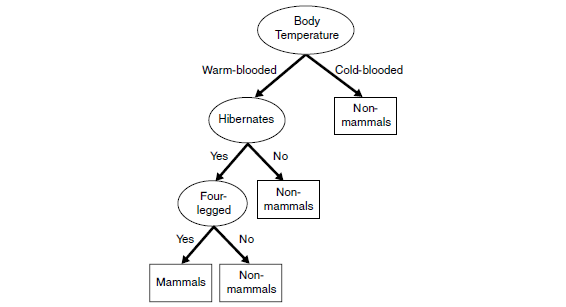 Body
Temperature
Warm-blooded
Cold-blooded
Hibernates
Non-
mammals
Yes
No
Four-
legged
Non-
mammals
Yes
No
Mammals
Non-
mammals